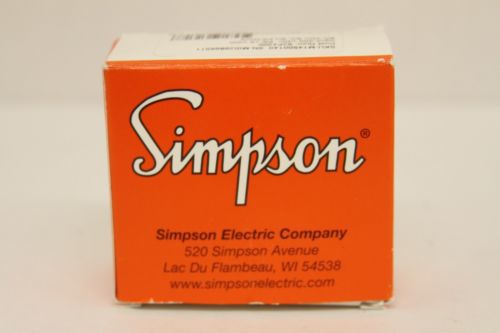 Simpson®
Simpson Electric Company
520 Simpson Avenue
Lac Du Flambeau, WI 54538
www.simpsonelectric.com